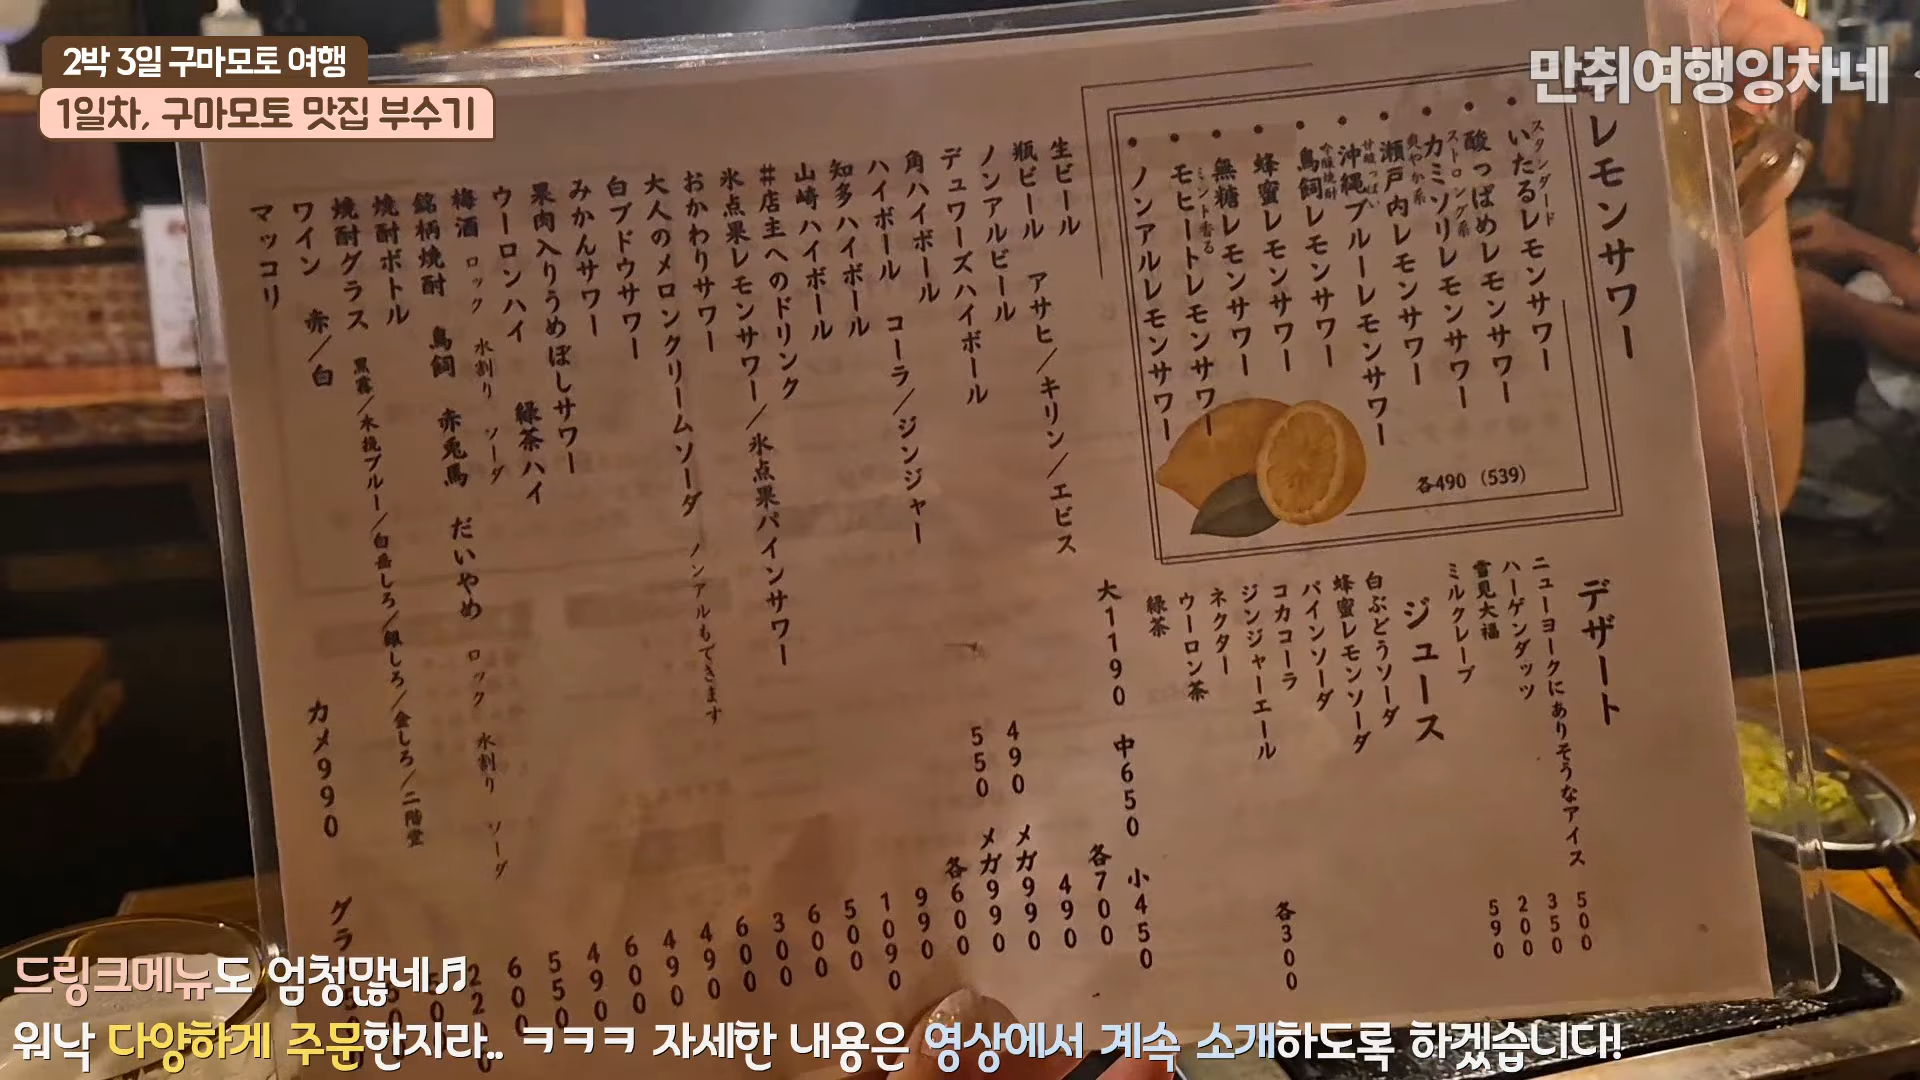 2박 3일 구마모토 여행
1일차, 구마모토 맛집 부수기
만취여행잉차네
レモンサワー
スタンダード
いたるレモンサワー
酸っぱめレモンサワー
ストロング系
カミソリレモンサワー
爽やか系
瀬戸内レモンサワー
甘酸っぱい
沖縄ブルーレモンサワー
吟醸焼酎
鳥飼レモンサワー
蜂蜜レモンサワー
無糖レモンサワー
ミント香る
モヒートレモンサワー
ノンアルレモンサワー
各490（539）
生ビール 大1190 中650 小450
瓶ビール アサヒ／キリン／エビス 各700
ノンアルビール 490
デュワーズハイボール 490 メガ990
角ハイボール 550 メガ990
ハイボール コーラ／ジンジャー 各600
知多ハイボール 990
山崎ハイボール 1090
#店主へのドリンク 500
氷点果レモンサワー／氷点果パインサワー 600
おかわりサワー 300
大人のメロンクリームソーダ ノンアルもできます 600
白ブドウサワー 490
みかんサワー 490
果肉入りうめぼしサワー 600
ウーロンハイ 緑茶ハイ 490
梅酒 ロック 水割り ソーダ 550
銘柄焼酎 鳥飼 赤兎馬 だいやめ ロック 水割り ソーダ 600
焼酎ボトル
焼酎グラス 黒霧／水挽ブルー／白岳しろ／銀しろ／金しろ／二階堂
ワイン 赤／白
マッコリ カメ990 グラ
デザート
ニューヨークにありそうなアイス 500
ハーゲンダッツ 350
雪見大福 200
ミルクレープ 590
ジュース
白ぶどうソーダ
蜂蜜レモンソーダ
パインソーダ
コカコーラ
ジンジャーエール
ネクター
ウーロン茶
緑茶
各300
드링크메뉴도 엄청많네♬
워낙 다양하게 주문한지라.. ㅋㅋㅋ 자세한 내용은 영상에서 계속 소개하도록 하겠습니다!